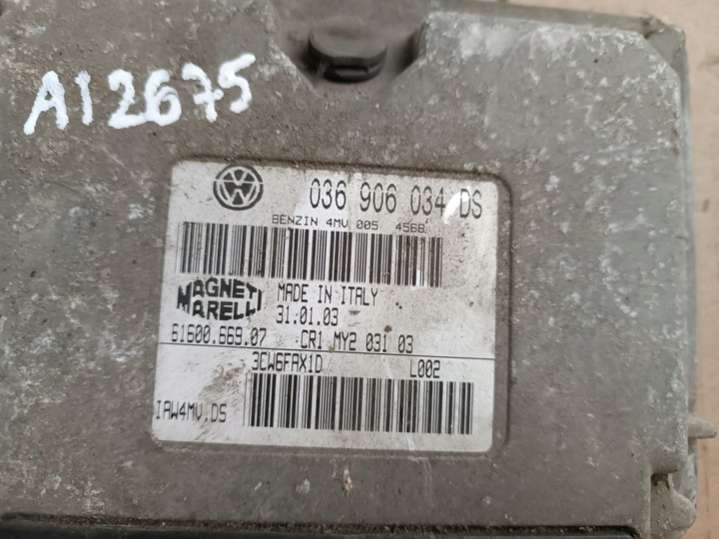 A12675
036 906 034 DS
BENZIN 4MV 005 4568
MAGNETI
MARELLI
MADE IN ITALY
31.01.03
61600.669.07 CR1 MY2 031 03
3CW6FAX1D L002
IAW4MV.DS